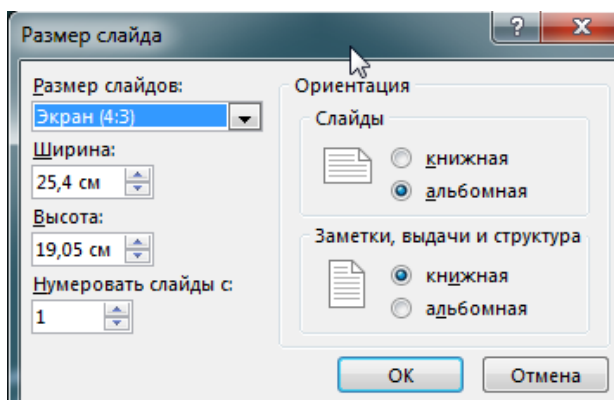 Размер слайда
Размер слайдов:
Экран (4:3)
Ширина:
25,4 см
Высота:
19,05 см
Нумеровать слайды с:
1
Ориентация
Слайды
книжная
альбомная
Заметки, выдачи и структура
книжная
альбомная
ОК
Отмена